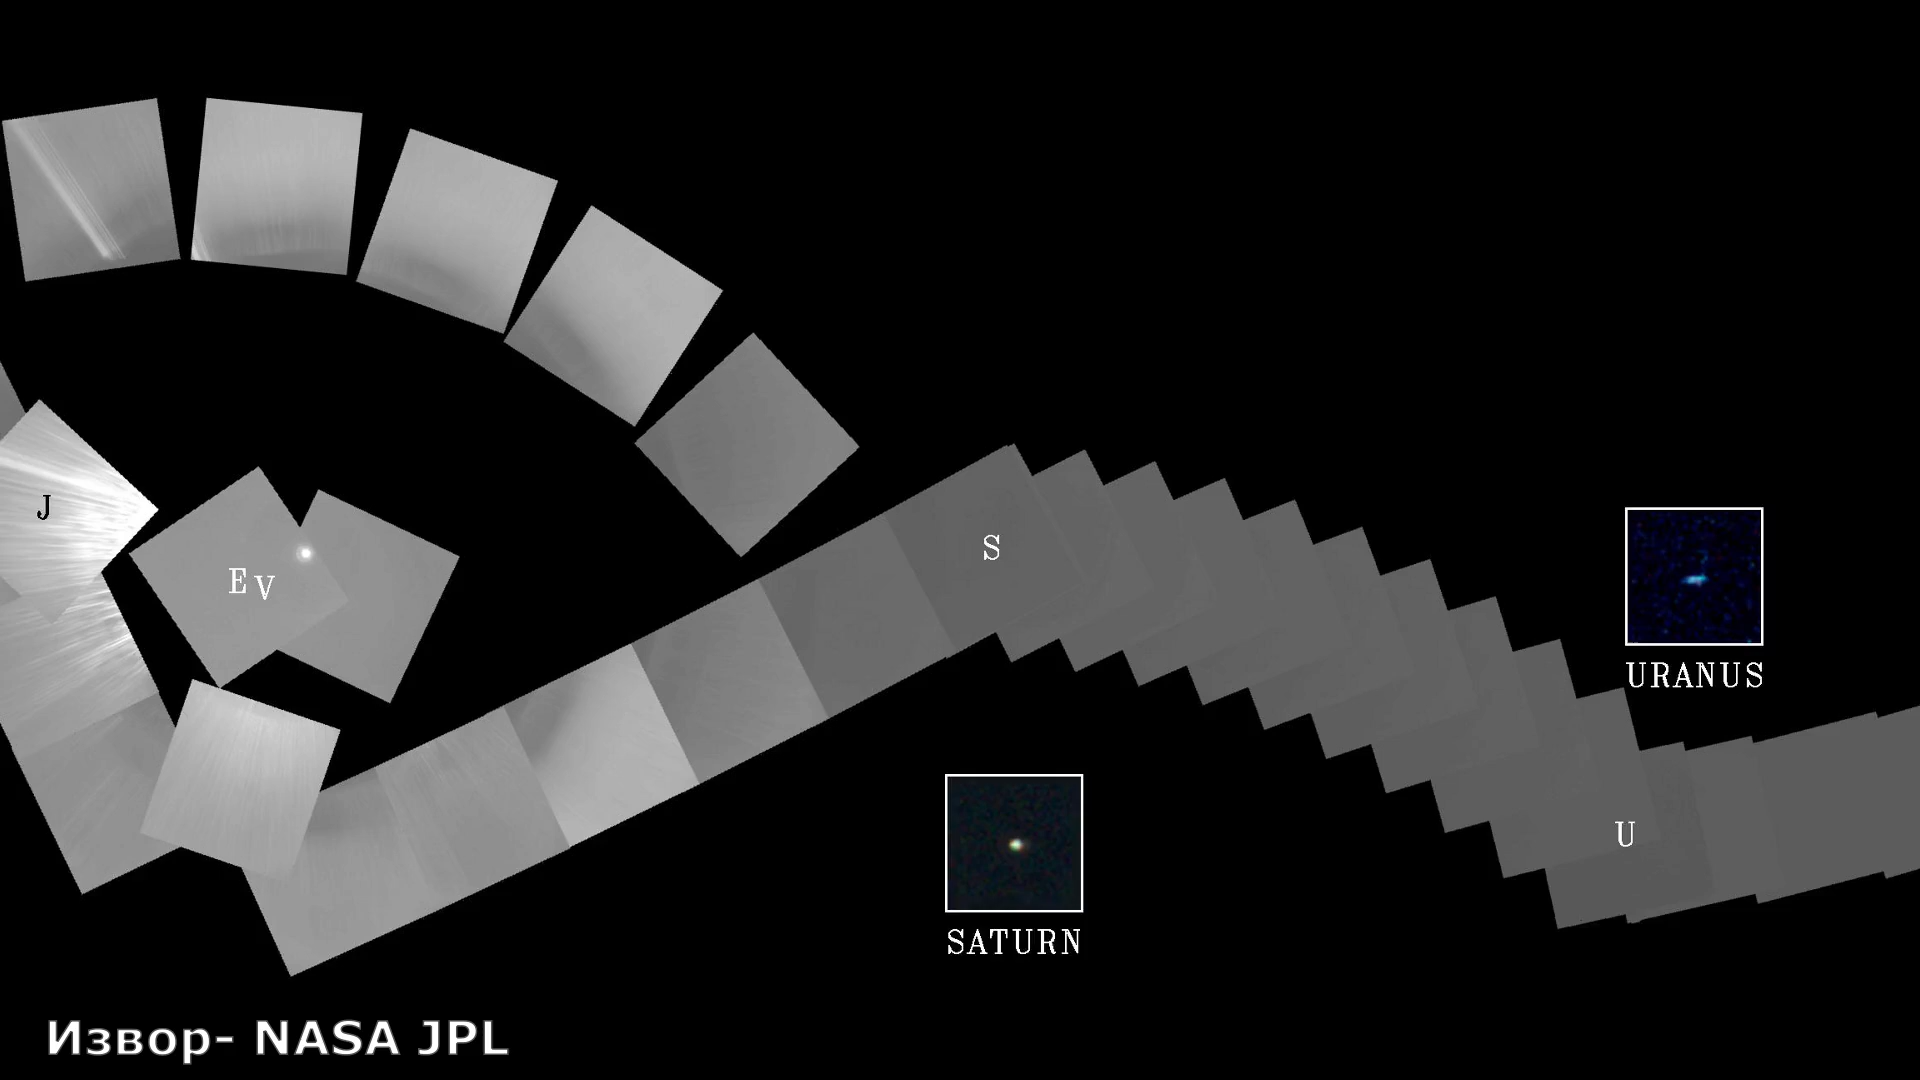 J
E V
S
URANUS
U
SATURN
Извор- NASA JPL